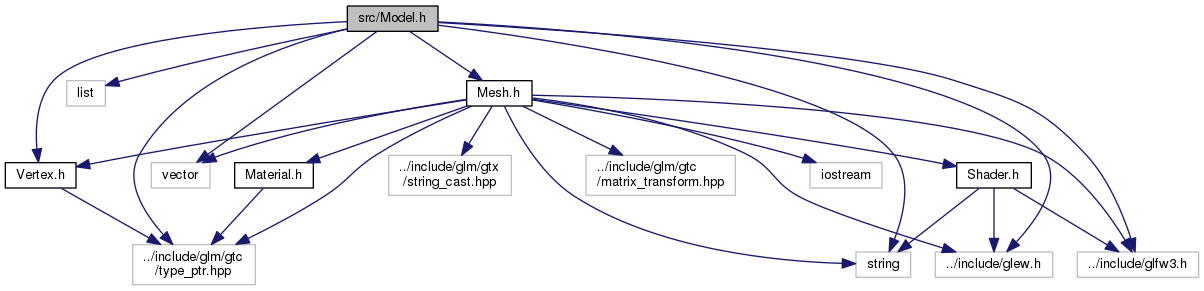 src/Model.h
list
Mesh.h
Vertex.h
vector
Material.h
../include/glm/gtx
/string_cast.hpp
../include/glm/gtc
/matrix_transform.hpp
iostream
Shader.h
../include/glm/gtc
/type_ptr.hpp
string
../include/glew.h
../include/glfw3.h